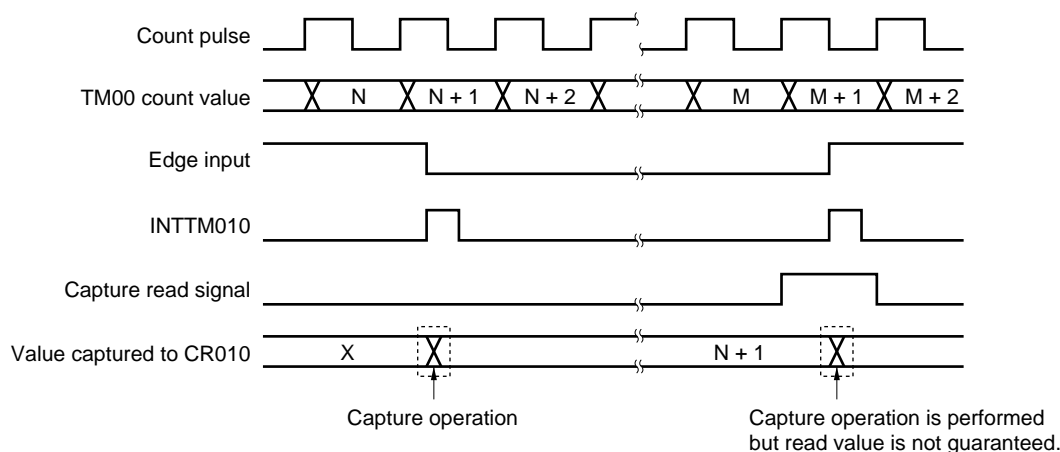 Count pulse
TM00 count value
N
N + 1
N + 2
M
M + 1
M + 2
Edge input
INTTM010
Capture read signal
Value captured to CR010
X
N + 1
Capture operation
Capture operation is performed
but read value is not guaranteed.